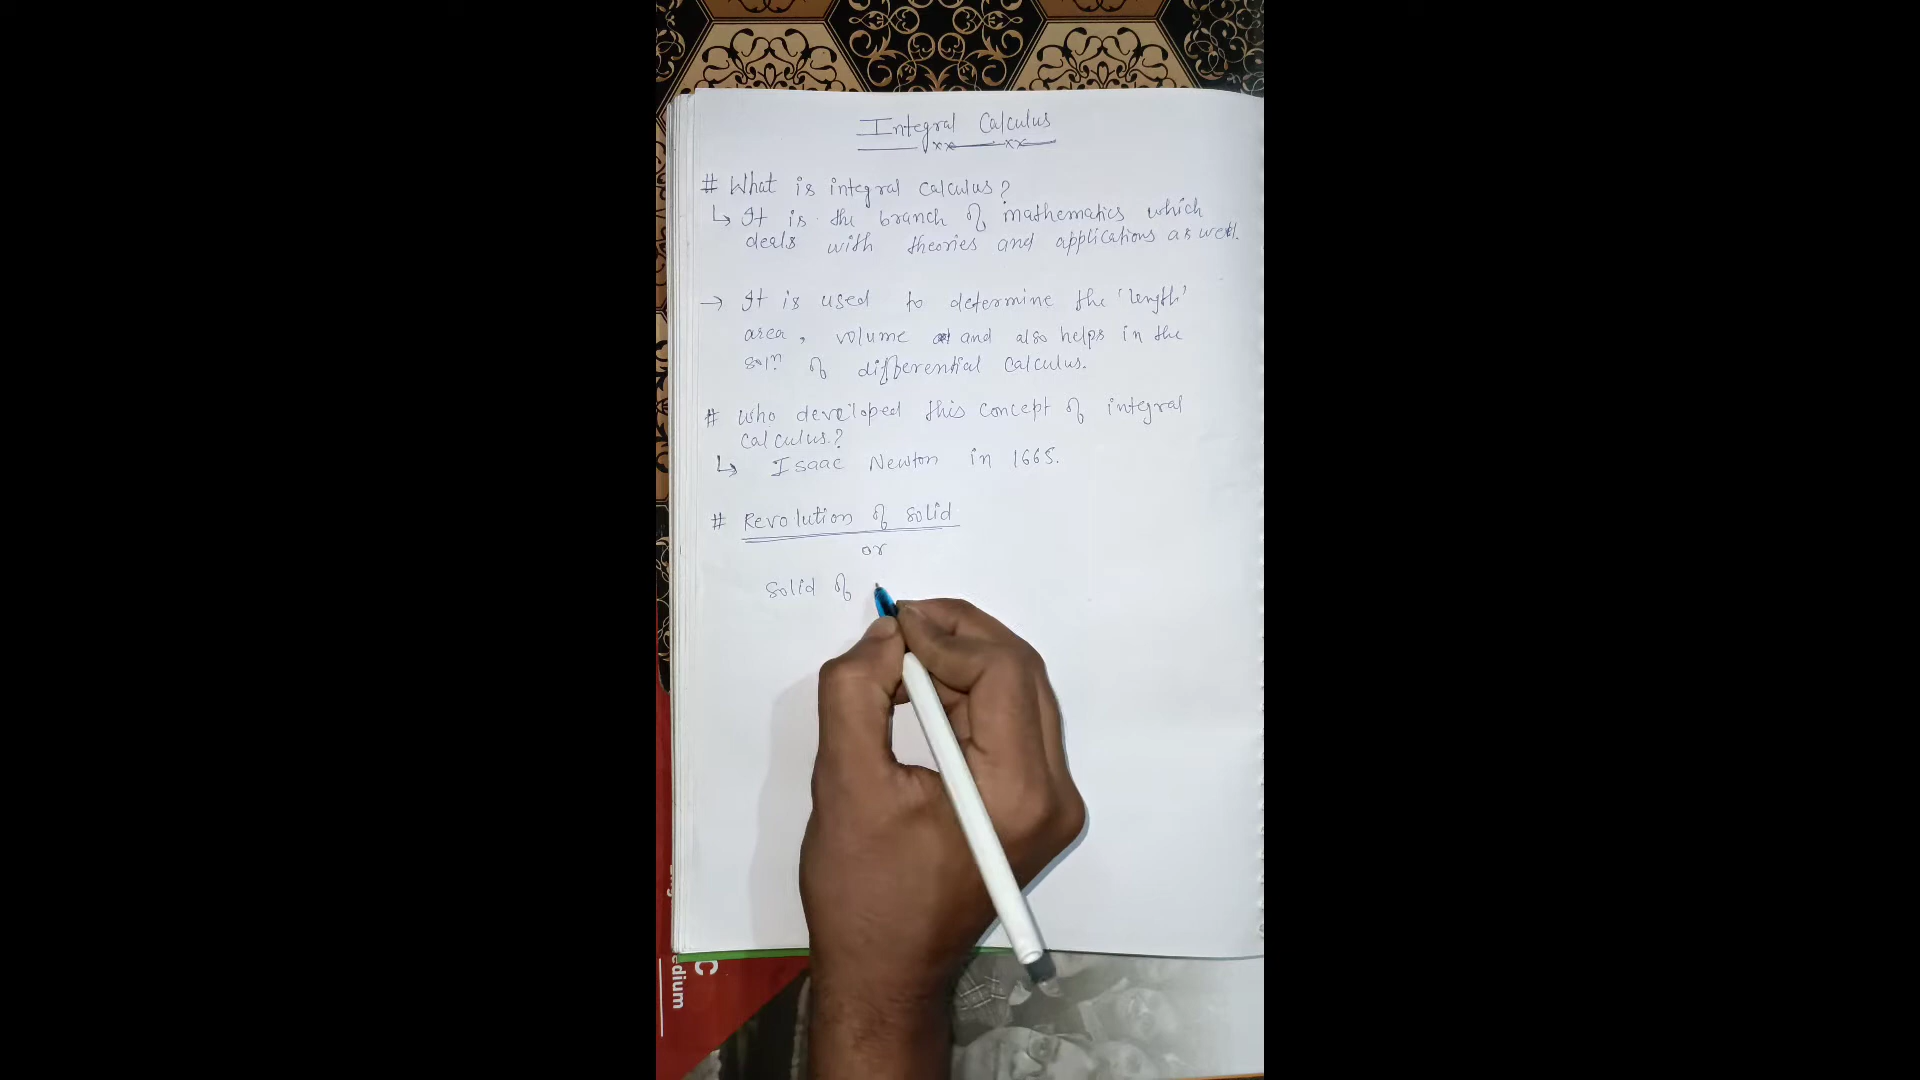 Integral Calculus
# What is integral calculus?
↳ It is the branch of mathematics which
deals with theories and applications as well.
→ It is used to determine the 'length'
area, volume and also helps in the
solⁿ of differential calculus.
# who developed this concept of integral
calculus?
↳ Isaac Newton in 1665.
# Revolution of solid
or
solid of
C
edium